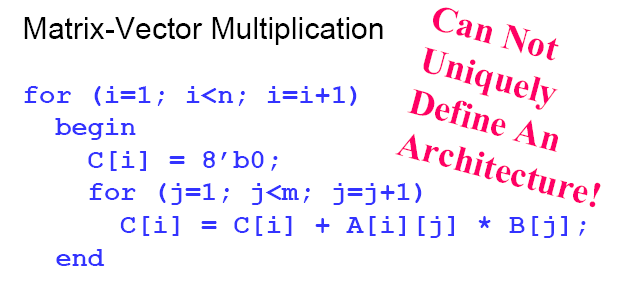 Matrix-Vector Multiplication
Can Not
Uniquely
Define An
Architecture!
for (i=1; i<n; i=i+1)
begin
C[i] = 8’b0;
for (j=1; j<m; j=j+1)
C[i] = C[i] + A[i][j] * B[j];
end